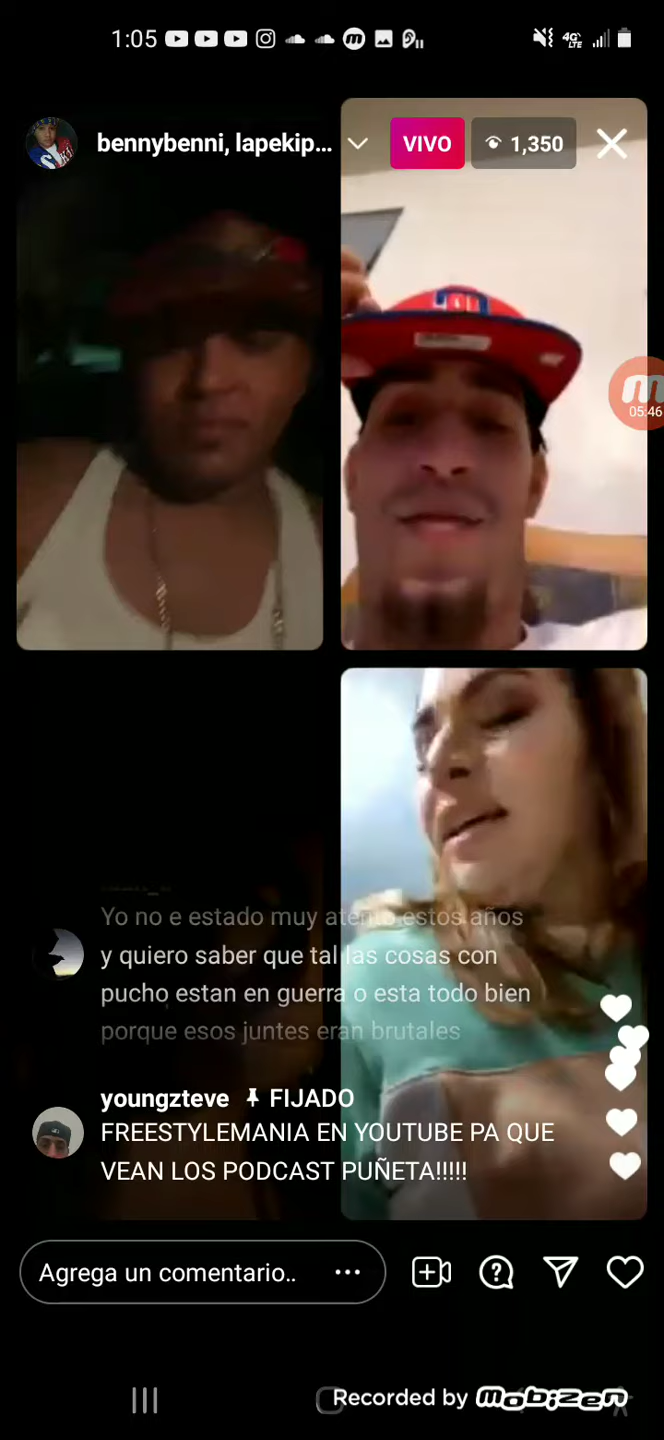 1:05
4G LTE
bennybenni, lapekip...
VIVO
1,350
05:46
Yo no e estado muy atento estos años
y quiero saber que tal las cosas con
pucho estan en guerra o esta todo bien
porque esos juntes eran brutales
youngzteve FIJADO
FREESTYLEMANIA EN YOUTUBE PA QUE
VEAN LOS PODCAST PUÑETA!!!!!
Agrega un comentario..
Recorded by mobizen